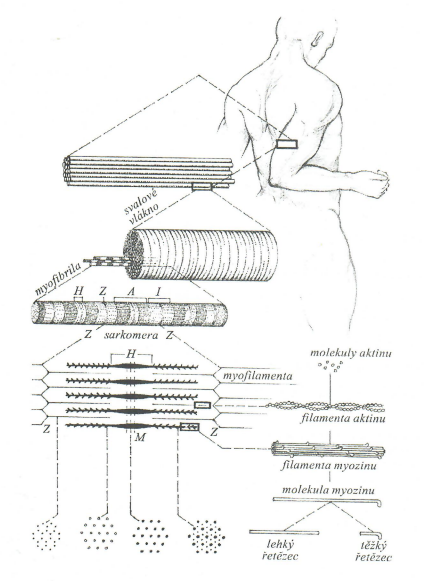 svalové
vlákno
myofibrila
H
Z
A
I
Z
sarkomera
Z
H
myofilamenta
Z
M
Z
molekuly aktinu
filamenta aktinu
filamenta myozinu
molekula myozinu
lehký
řetězec
těžký
řetězec